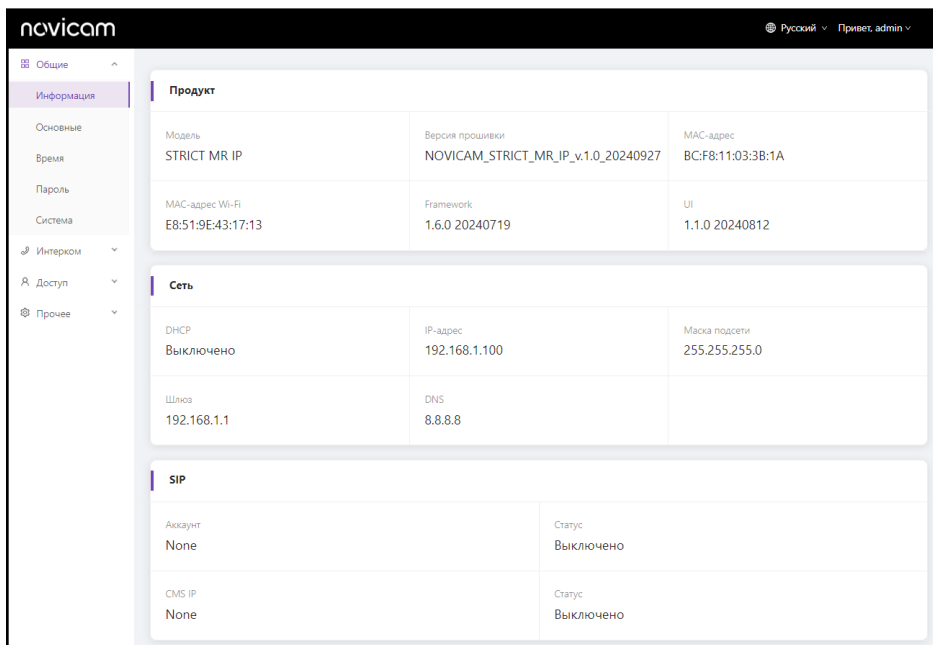 novicam
Русский
Привет, admin
Общие
Информация
Основные
Время
Пароль
Система
Интерком
Доступ
Прочее
Продукт
Модель
STRICT MR IP
Версия прошивки
NOVICAM_STRICT_MR_IP_v.1.0_20240927
MAC-адрес
BC:F8:11:03:3B:1A
MAC-адрес Wi-Fi
E8:51:9E:43:17:13
Framework
1.6.0 20240719
UI
1.1.0 20240812
Сеть
DHCP
Выключено
IP-адрес
192.168.1.100
Маска подсети
255.255.255.0
Шлюз
192.168.1.1
DNS
8.8.8.8
SIP
Аккаунт
None
Статус
Выключено
CMS IP
None
Статус
Выключено